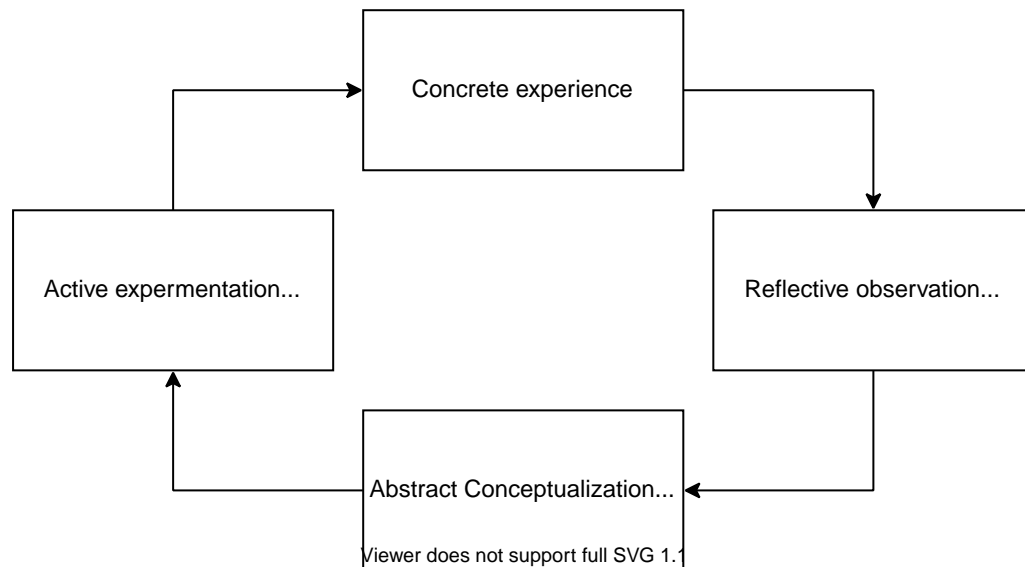 Concrete experience
Active expermentation...
Reflective observation...
Abstract Conceptualization...
Viewer does not support full SVG 1.1